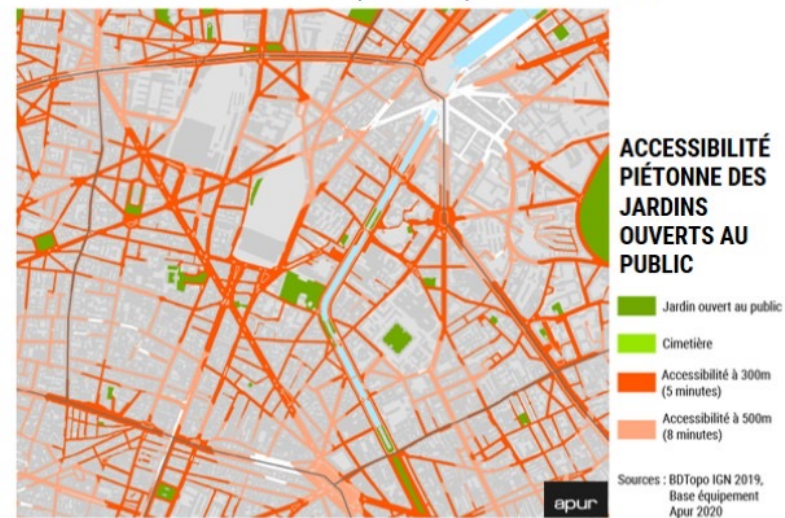 ACCESSIBILITÉ
PIÉTONNE DES
JARDINS
OUVERTS AU
PUBLIC
Jardin ouvert au public
Cimetière
Accessibilité à 300m
(5 minutes)
Accessibilité à 500m
(8 minutes)
Sources : BDTopo IGN 2019,
Base équipement
Apur 2020
apur